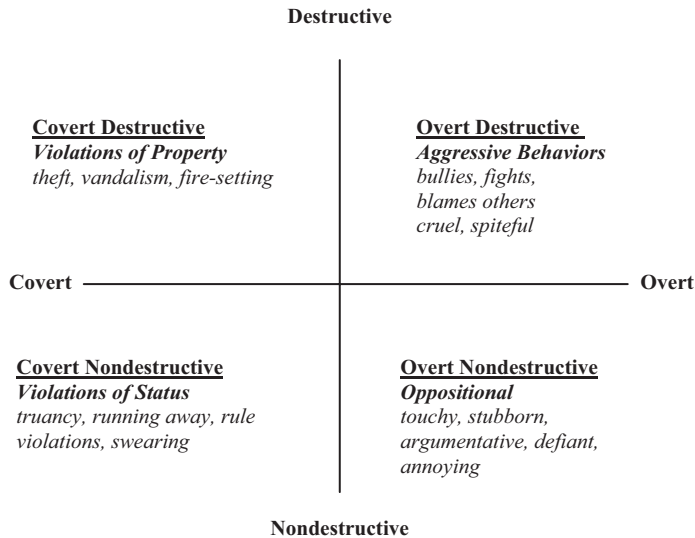 Destructive
Covert Destructive
Violations of Property
theft, vandalism, fire-setting
Overt Destructive
Aggressive Behaviors
bullies, fights,
blames others
cruel, spiteful
Covert
Overt
Covert Nondestructive
Violations of Status
truancy, running away, rule
violations, swearing
Overt Nondestructive
Oppositional
touchy, stubborn,
argumentative, defiant,
annoying
Nondestructive